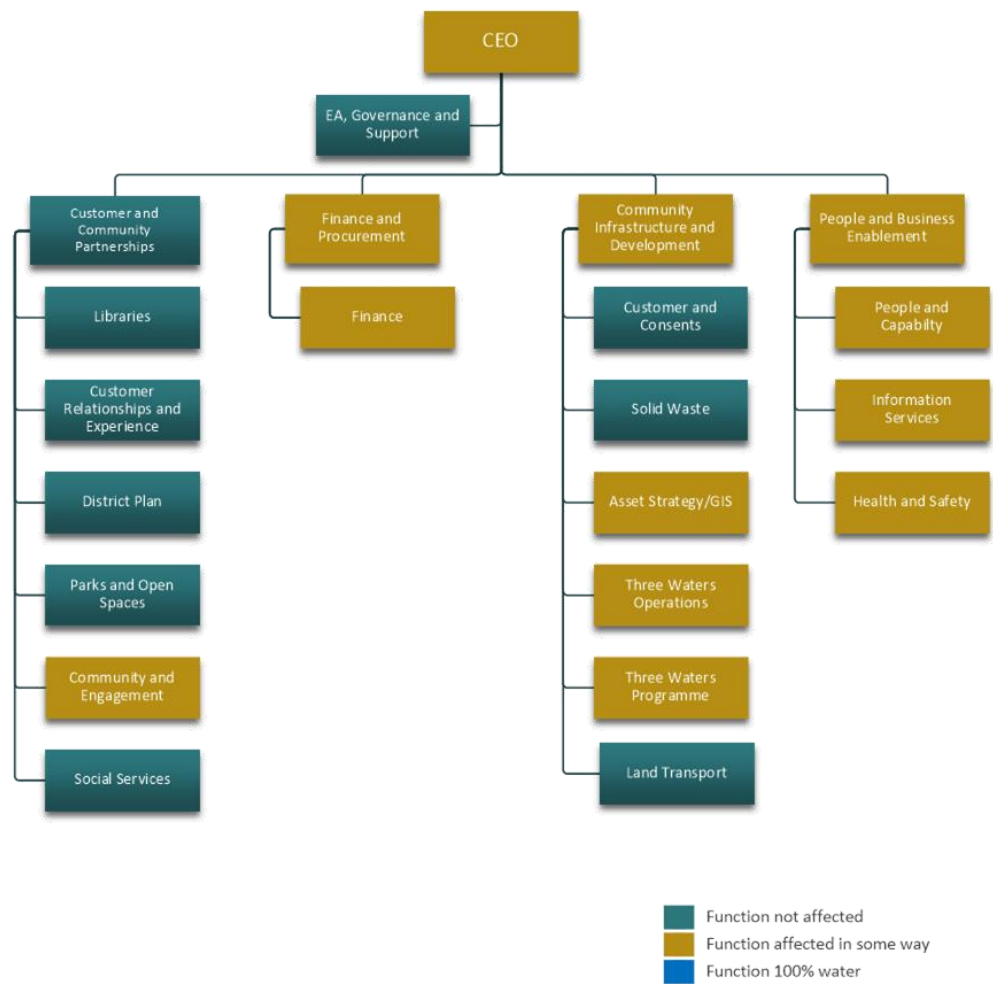 CEO
EA, Governance and
Support
Customer and
Community
Partnerships
Libraries
Customer
Relationships and
Experience
District Plan
Parks and Open
Spaces
Community and
Engagement
Social Services
Finance and
Procurement
Finance
Community
Infrastructure and
Development
Customer and
Consents
Solid Waste
Asset Strategy/GIS
Three Waters
Operations
Three Waters
Programme
Land Transport
People and Business
Enablement
People and
Capabilty
Information
Services
Health and Safety
Function not affected
Function affected in some way
Function 100% water